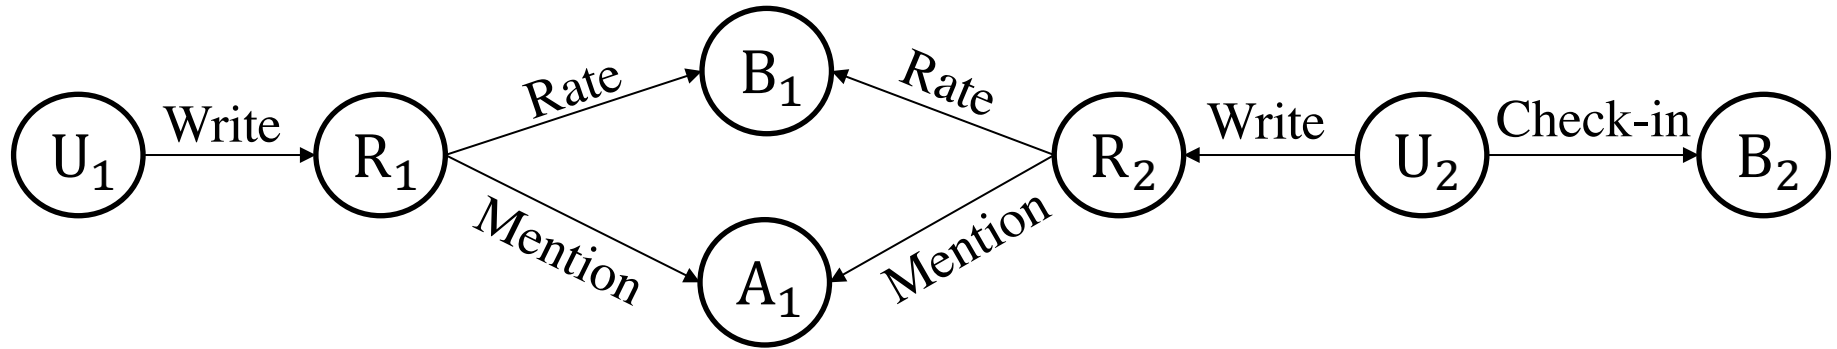 U₁
Write
R₁
Rate
Mention
B₁
A₁
Rate
Mention
R₂
Write
U₂
Check-in
B₂